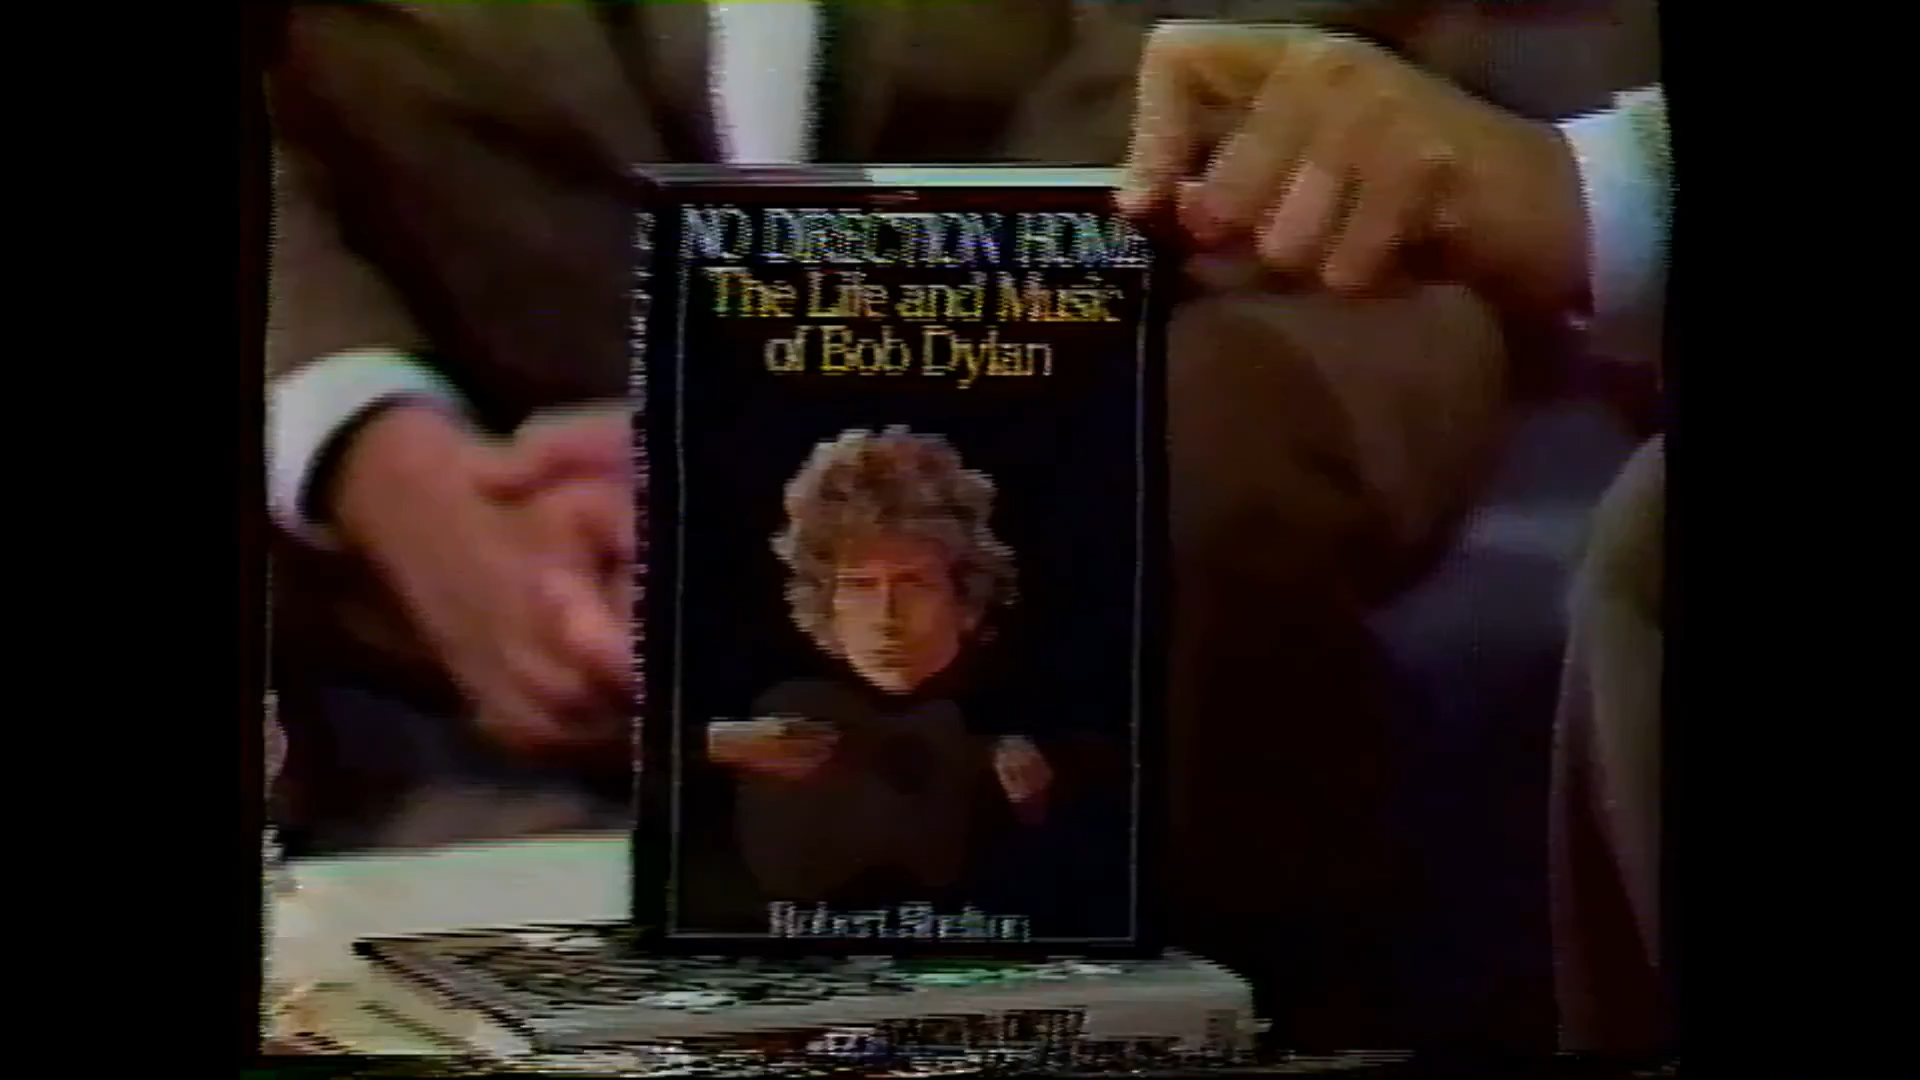 NO DIRECTION HOME
The Life and Music
of Bob Dylan
Robert Shelton